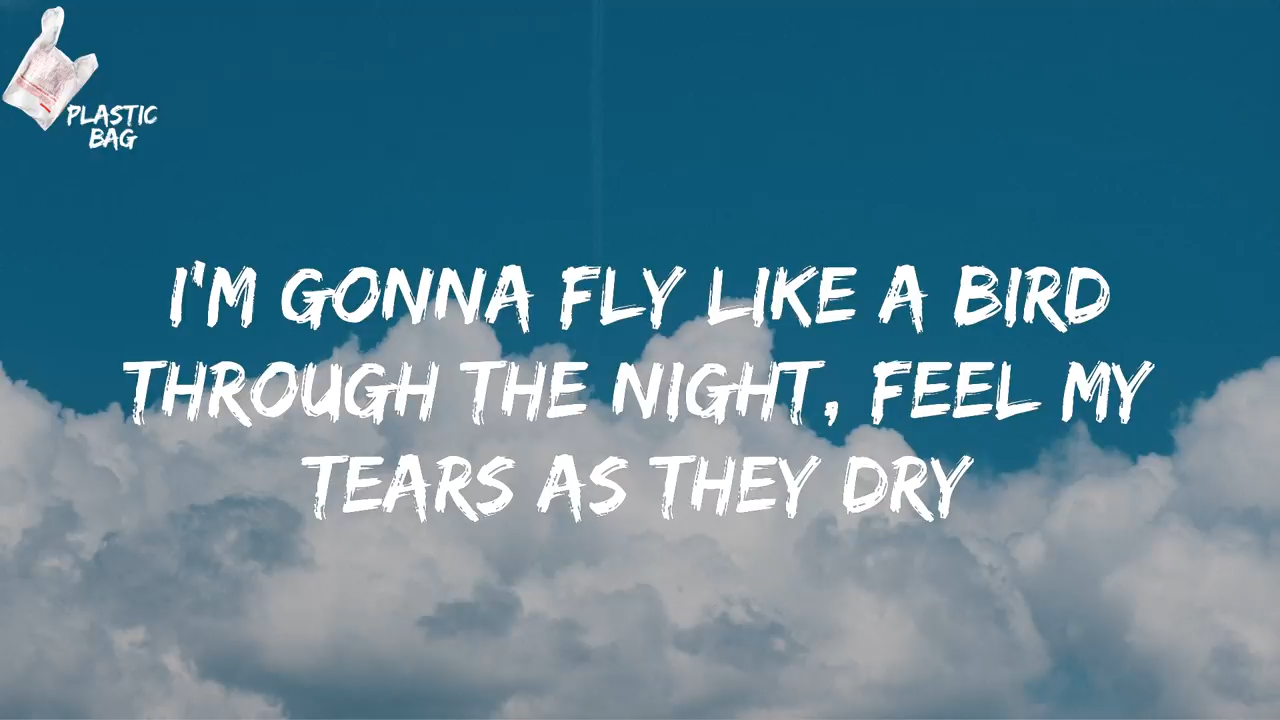 PLASTIC
BAG
I'M GONNA FLY LIKE A BIRD
THROUGH THE NIGHT, FEEL MY
TEARS AS THEY DRY